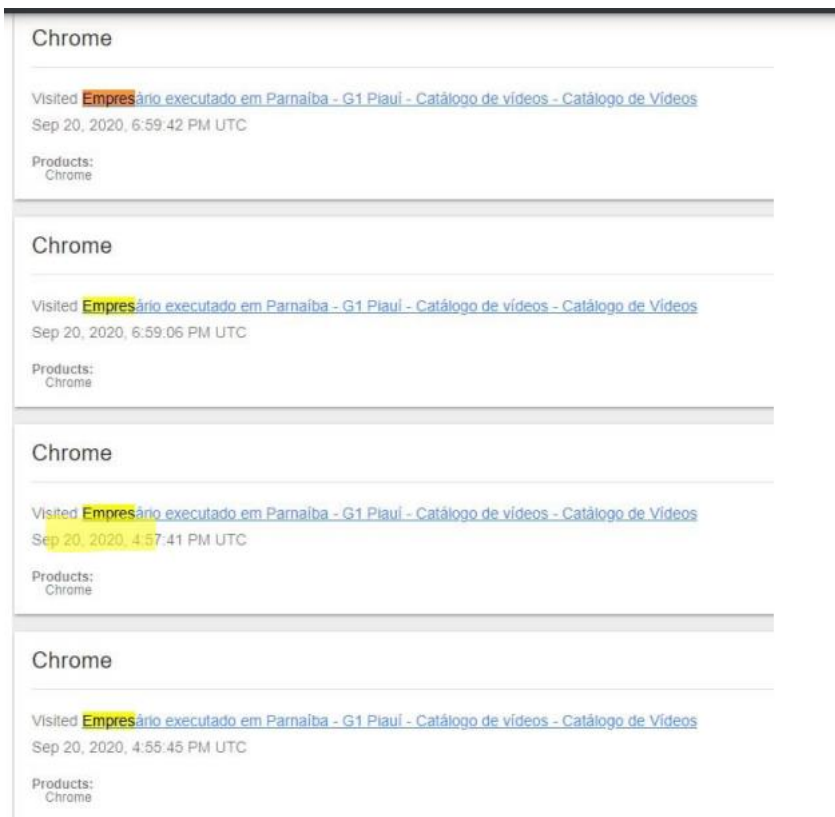 Chrome
Visited Empresário executado em Parnaíba - G1 Piauí - Catálogo de vídeos - Catálogo de Vídeos
Sep 20, 2020, 6:59:42 PM UTC
Products:
Chrome
Chrome
Visited Empresário executado em Parnaíba - G1 Piauí - Catálogo de vídeos - Catálogo de Vídeos
Sep 20, 2020, 6:59:06 PM UTC
Products:
Chrome
Chrome
Visited Empresário executado em Parnaíba - G1 Piauí - Catálogo de vídeos - Catálogo de Vídeos
Sep 20, 2020, 4:57:41 PM UTC
Products:
Chrome
Chrome
Visited Empresário executado em Parnaíba - G1 Piauí - Catálogo de vídeos - Catálogo de Vídeos
Sep 20, 2020, 4:55:45 PM UTC
Products:
Chrome